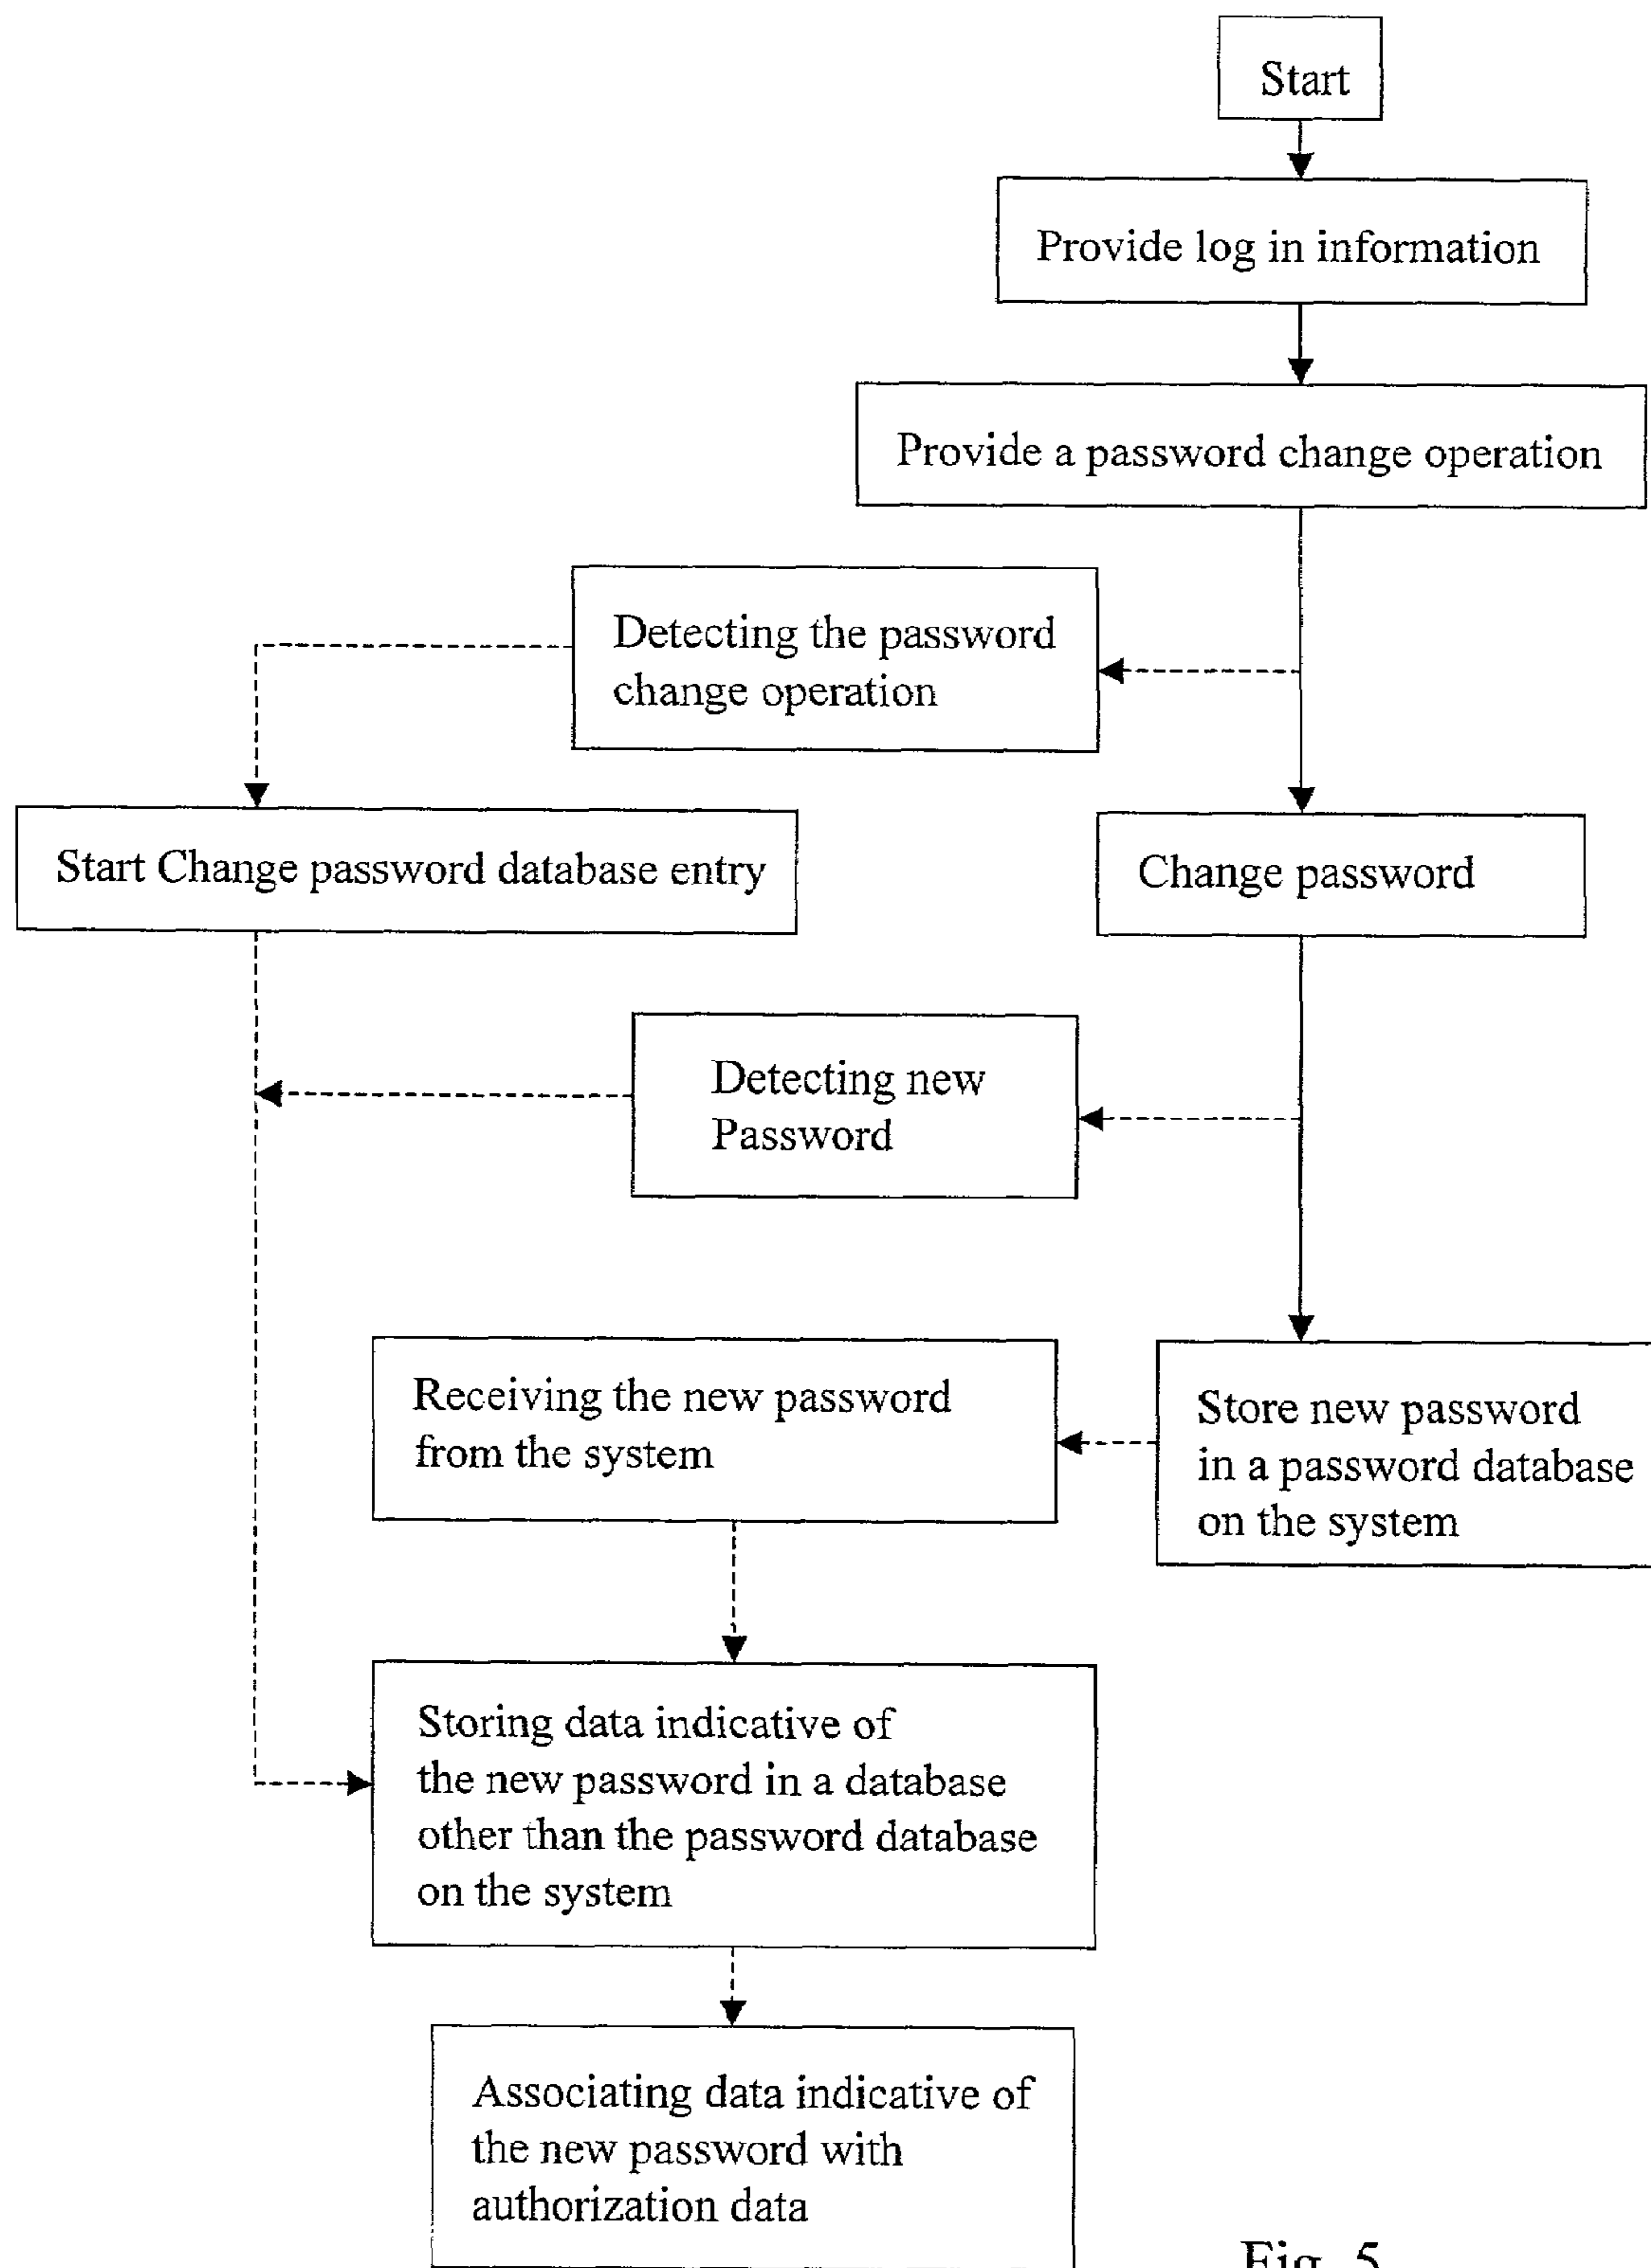 Start
Provide log in information
Provide a password change operation
Detecting the password
change operation
Start Change password database entry
Change password
Detecting new
Password
Receiving the new password
from the system
Store new password
in a password database
on the system
Storing data indicative of
the new password in a database
other than the password database
on the system
Associating data indicative of
the new password with
authorization data
Fig. 5